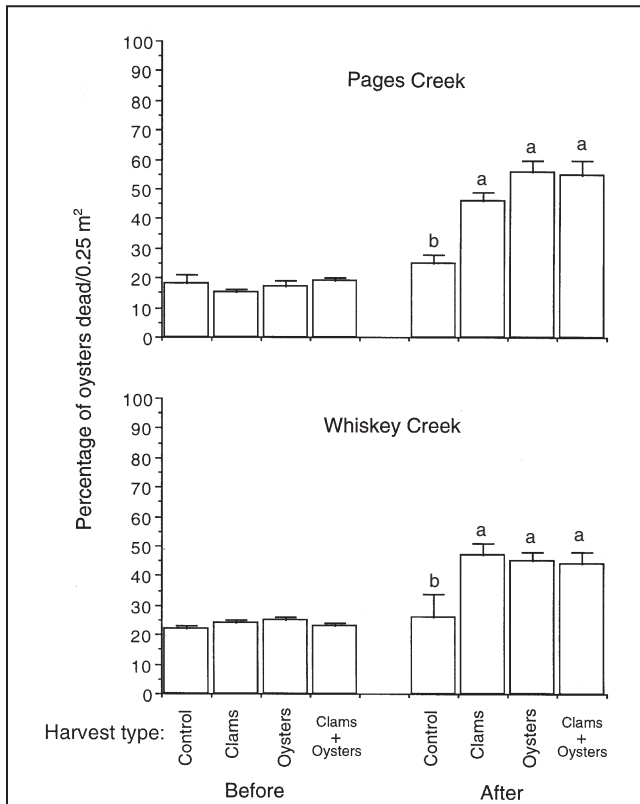 Percentage of oysters dead/0.25 m²
Pages Creek
100
90
80
70
60
50
40
30
20
10
0
b
a
a
a
Whiskey Creek
100
90
80
70
60
50
40
30
20
10
0
b
a
a
a
Harvest type:
Control
Clams
Oysters
Clams
+
Oysters
Control
Clams
Oysters
Clams
+
Oysters
Before
After